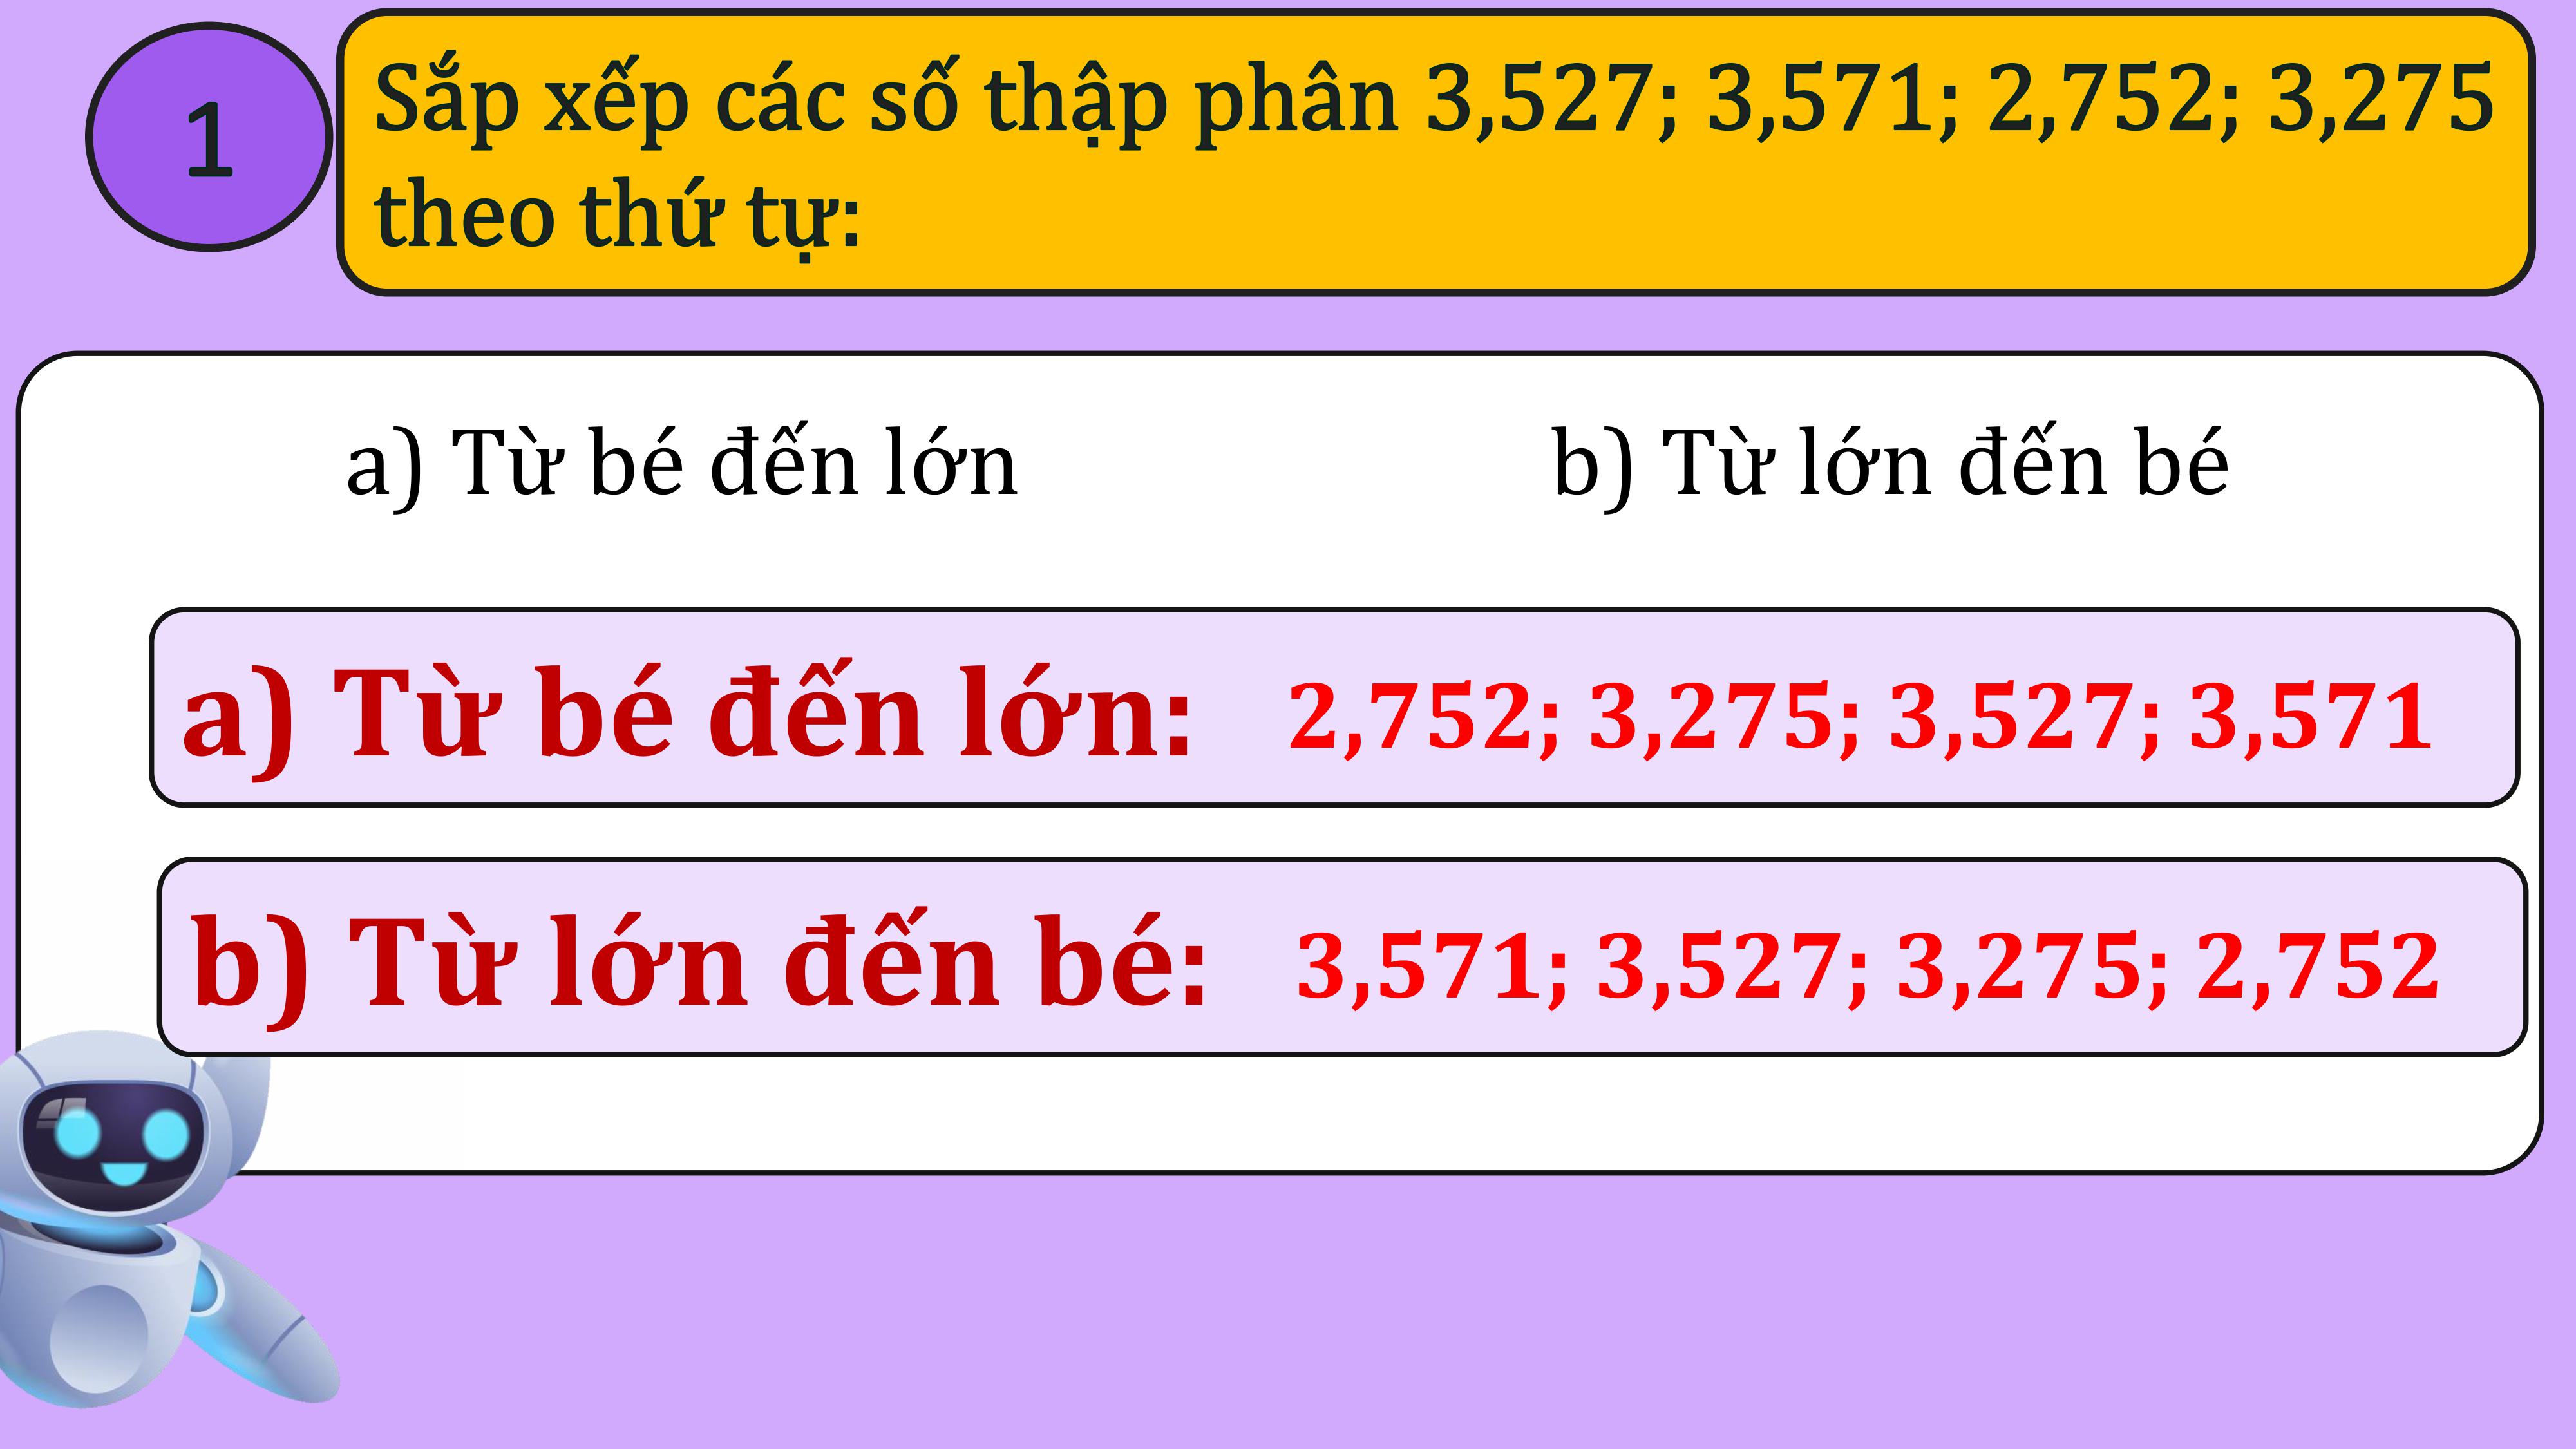 1
Sắp xếp các số thập phân 3,527; 3,571; 2,752; 3,275
theo thứ tự:
a) Từ bé đến lớn
b) Từ lớn đến bé
a) Từ bé đến lớn: 2,752; 3,275; 3,527; 3,571
b) Từ lớn đến bé: 3,571; 3,527; 3,275; 2,752